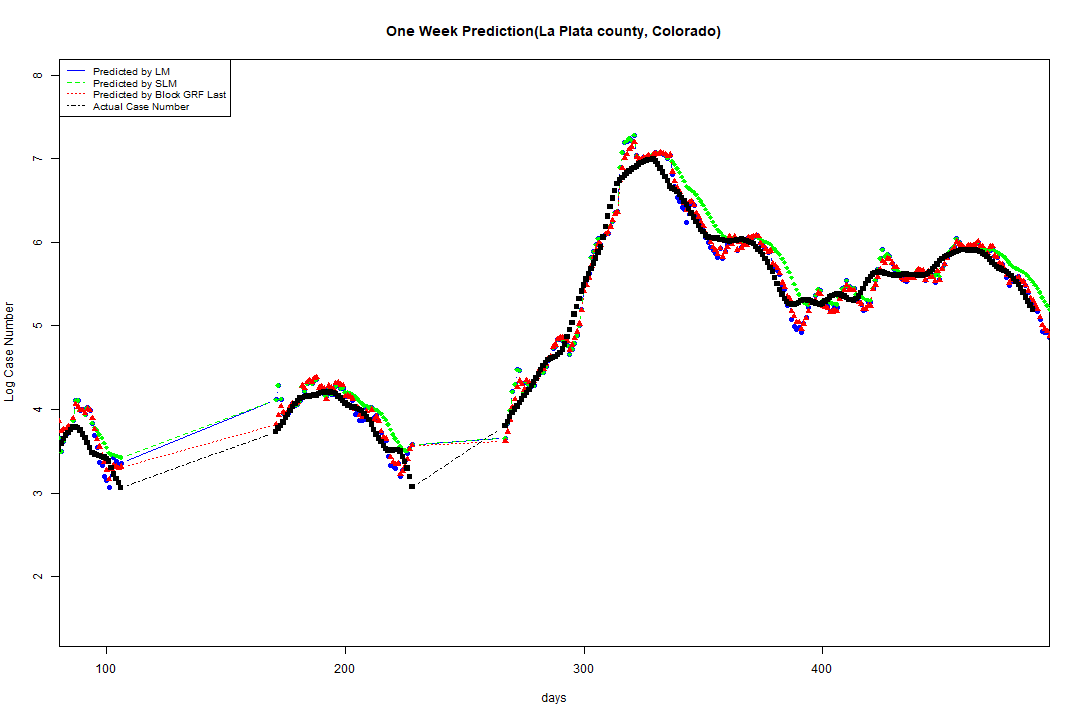 One Week Prediction(La Plata county, Colorado)
Predicted by LM
Predicted by SLM
Predicted by Block GRF Last
Actual Case Number
8
7
6
5
4
3
2
Log Case Number
100 200 300 400
days